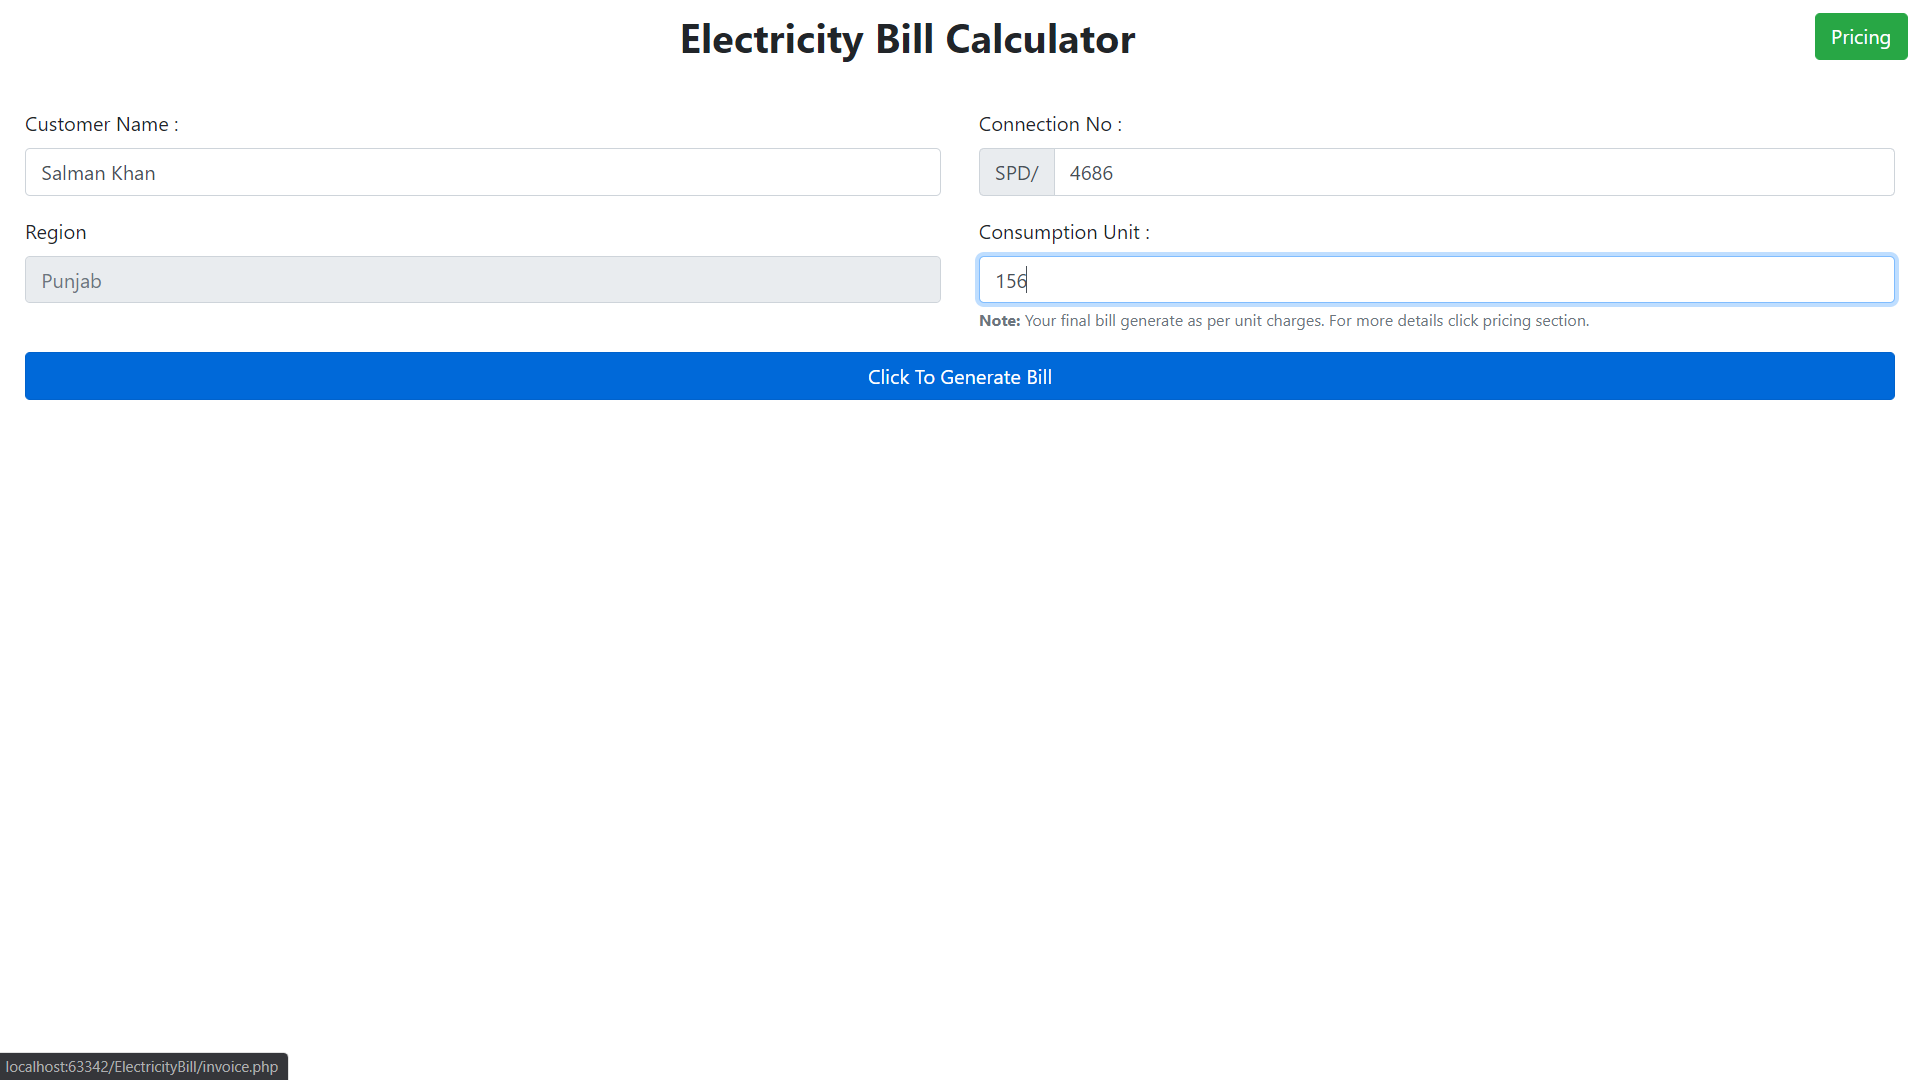 Electricity Bill Calculator
Pricing
Customer Name :
Connection No :
Salman Khan
SPD/ 4686
Region
Consumption Unit :
Punjab
156
Note: Your final bill generate as per unit charges. For more details click pricing section.
Click To Generate Bill
localhost:63342/ElectricityBill/invoice.php